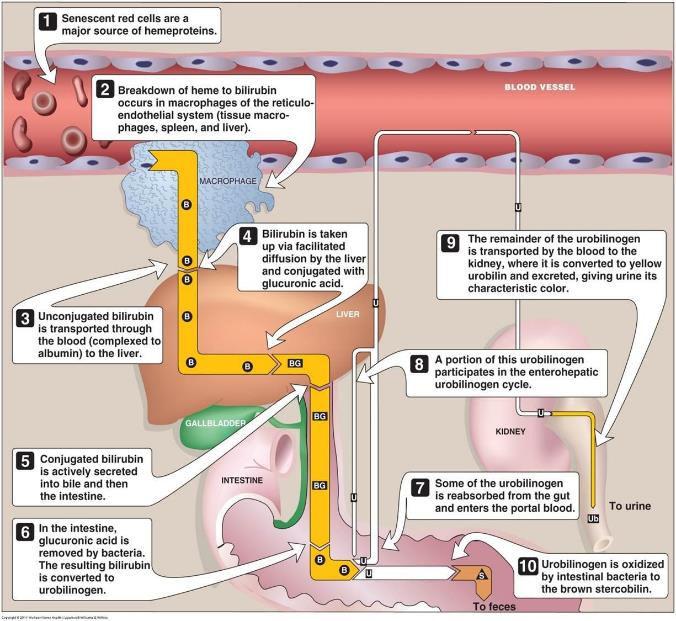 1 Senescent red cells are a
major source of hemeproteins.
BLOOD VESSEL
2 Breakdown of heme to bilirubin
occurs in macrophages of the reticulo-
endothelial system (tissue macro-
phages, spleen, and liver).
MACROPHAGE
B
U
4 Bilirubin is taken
up via facilitated
diffusion by the liver
and conjugated with
glucuronic acid.
9 The remainder of the urobilinogen
is transported by the blood to the
kidney, where it is converted to yellow
urobilin and excreted, giving urine its
characteristic color.
B
B
3 Unconjugated bilirubin
is transported through
the blood (complexed to
albumin) to the liver.
B
LIVER
U
B
B
BG
8 A portion of this urobilinogen
participates in the enterohepatic
urobilinogen cycle.
GALLBLADDER
BG
KIDNEY
U
5 Conjugated bilirubin
is actively secreted
into bile and then
the intestine.
INTESTINE
BG
U
7 Some of the urobilinogen
is reabsorbed from the gut
and enters the portal blood.
To urine
Ub
6 In the intestine,
glucuronic acid is
removed by bacteria.
The resulting bilirubin
is converted to
urobilinogen.
B
B
U
U
S
10 Urobilinogen is oxidized
by intestinal bacteria to
the brown stercobilin.
To feces